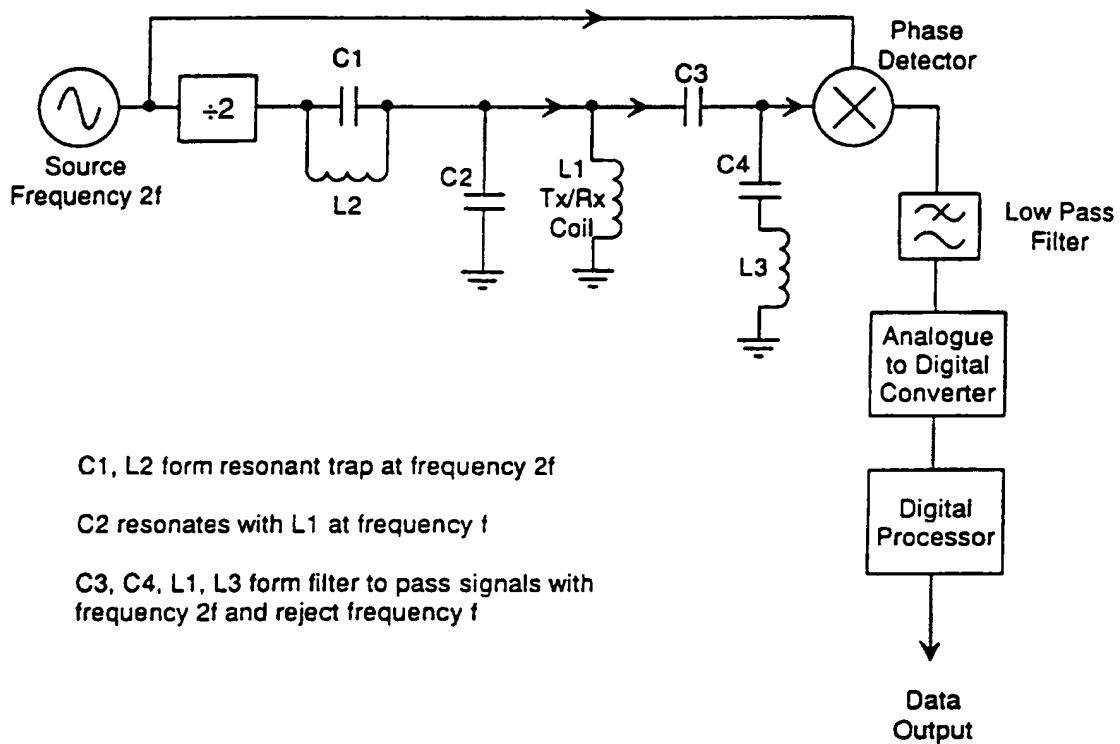 Phase
Detector
C1
C3
÷2
Source
Frequency 2f
L2
C2
L1
Tx/Rx
Coil
C4
L3
Low Pass
Filter
Analogue
to Digital
Converter
Digital
Processor
Data
Output
C1, L2 form resonant trap at frequency 2f
C2 resonates with L1 at frequency f
C3, C4, L1, L3 form filter to pass signals with
frequency 2f and reject frequency f